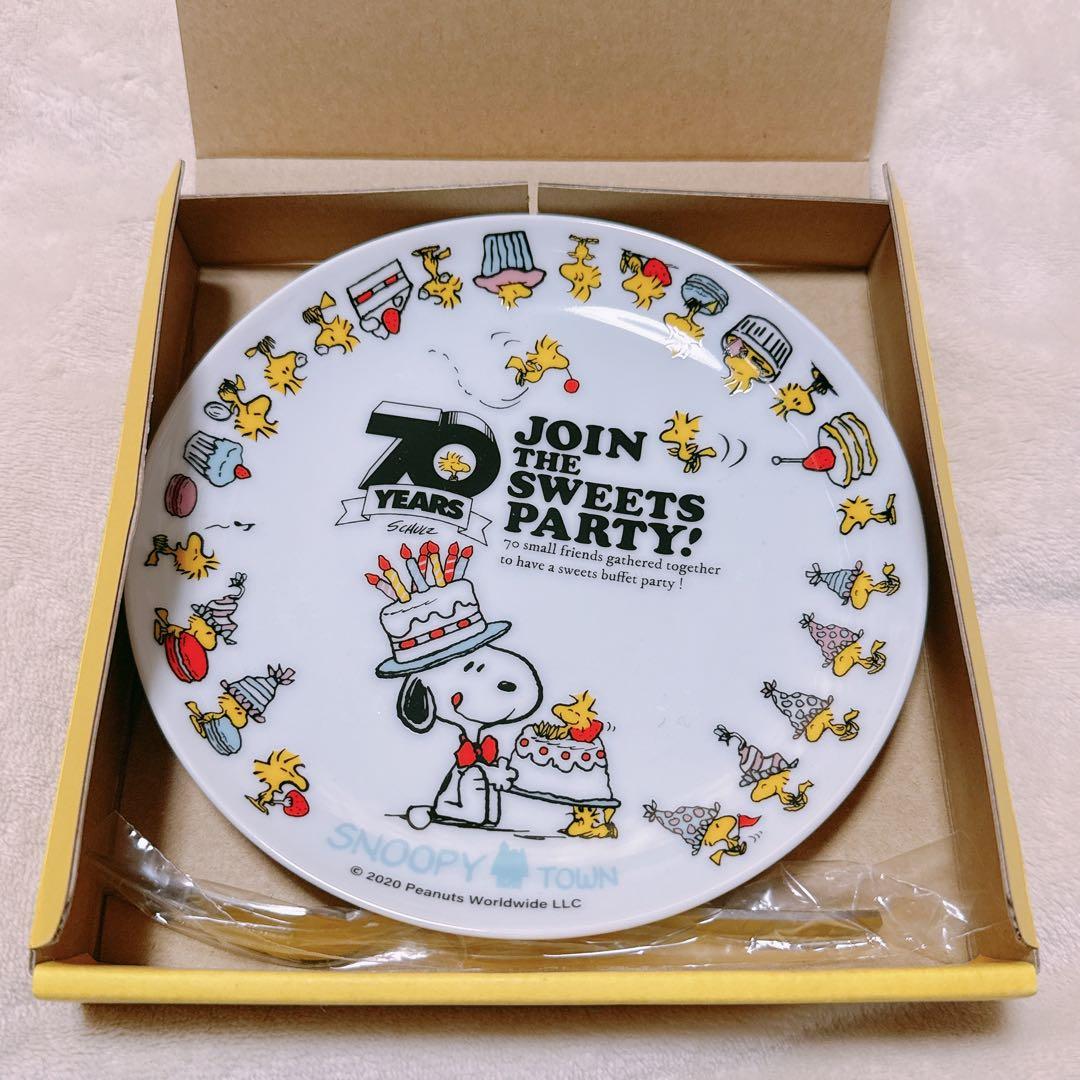 70
YEARS
SCHULZ
JOIN
THE
SWEETS
PARTY!
70 small friends gathered together
to have a sweets buffet party !
SNOOPY TOWN
© 2020 Peanuts Worldwide LLC